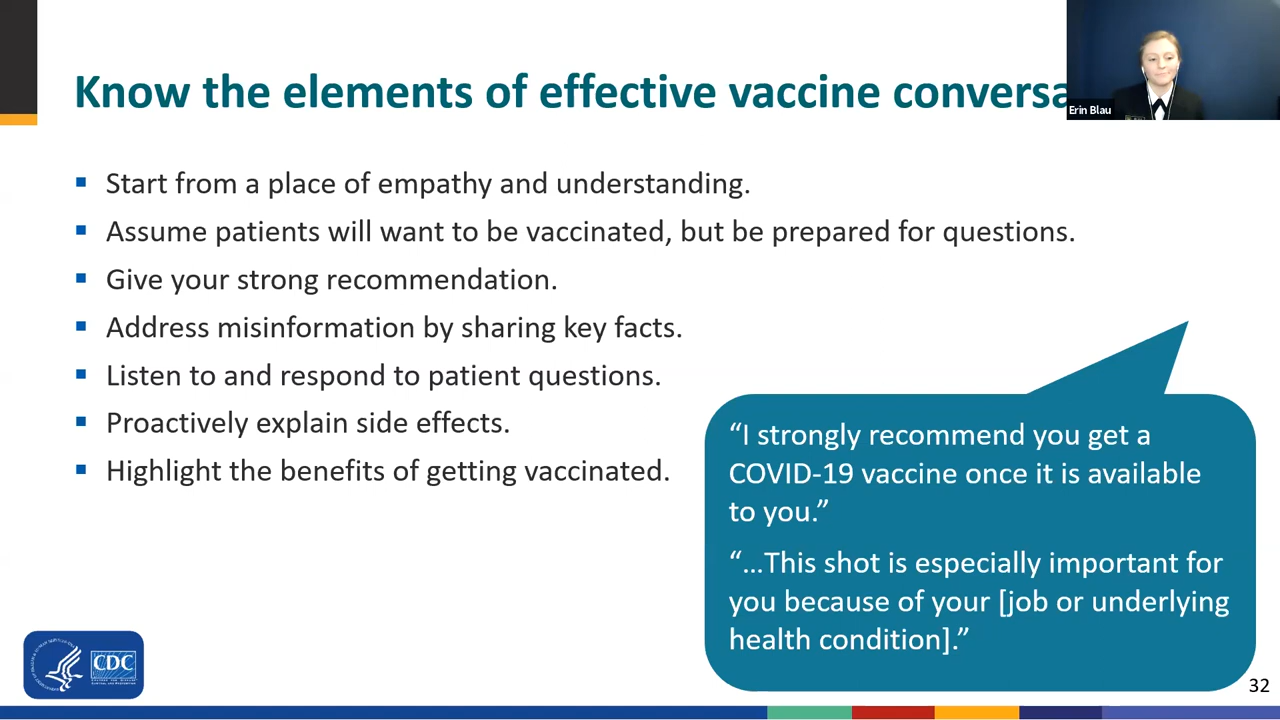 Know the elements of effective vaccine conversa
Erin Blau
Start from a place of empathy and understanding.
Assume patients will want to be vaccinated, but be prepared for questions.
Give your strong recommendation.
Address misinformation by sharing key facts.
Listen to and respond to patient questions.
Proactively explain side effects.
Highlight the benefits of getting vaccinated.
“I strongly recommend you get a
COVID-19 vaccine once it is available
to you.”
“...This shot is especially important for
you because of your [job or underlying
health condition].”
CDC
32